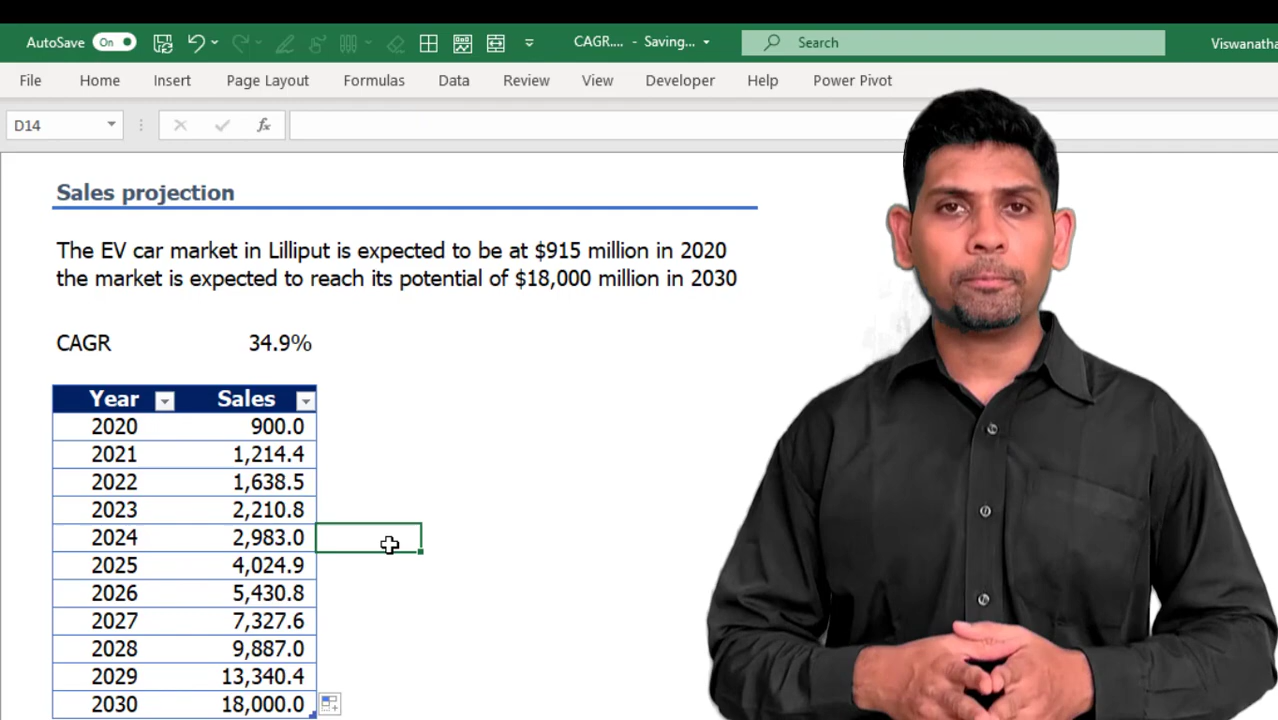 AutoSave On CAGR.... - Saving... Search Viswanatha
File Home Insert Page Layout Formulas Data Review View Developer Help Power Pivot
D14 fx
Sales projection
The EV car market in Lilliput is expected to be at $915 million in 2020
the market is expected to reach its potential of $18,000 million in 2030
CAGR 34.9%
Year Sales
2020 900.0
2021 1,214.4
2022 1,638.5
2023 2,210.8
2024 2,983.0
2025 4,024.9
2026 5,430.8
2027 7,327.6
2028 9,887.0
2029 13,340.4
2030 18,000.0